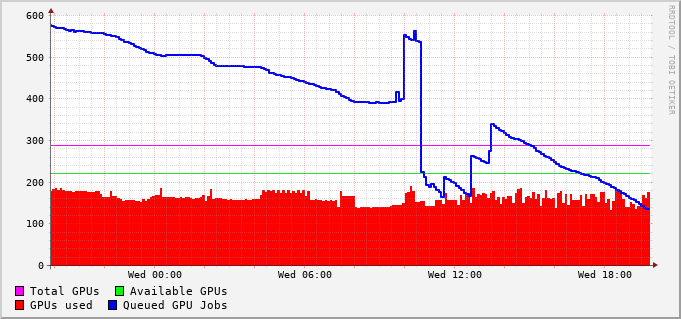 600
500
400
300
200
100
0
Wed 00:00 Wed 06:00 Wed 12:00 Wed 18:00
Total GPUs Available GPUs
GPUs used Queued GPU Jobs
RRDTOOL / TOBI OETIKER